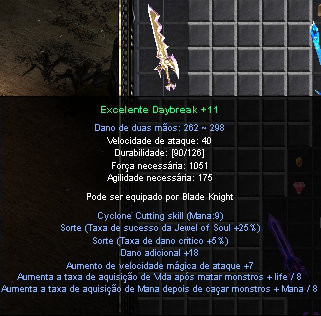 Excelente Daybreak +11
Dano de duas mãos: 262 ~ 298
Velocidade de ataque: 40
Durabilidade: [90/126]
Força necessária: 1051
Agilidade necessária: 175
Pode ser equipado por Blade Knight
Cyclone Cutting skill (Mana:9)
Sorte (Taxa de sucesso da Jewel of Soul +25%)
Sorte (Taxa de dano crítico +5%)
Dano adicional +18
Aumento de velocidade mágica de ataque +7
Aumenta a taxa de aquisição de Vida após matar monstros + life / 8
Aumenta a taxa de aquisição de Mana depois de caçar monstros + Mana / 8